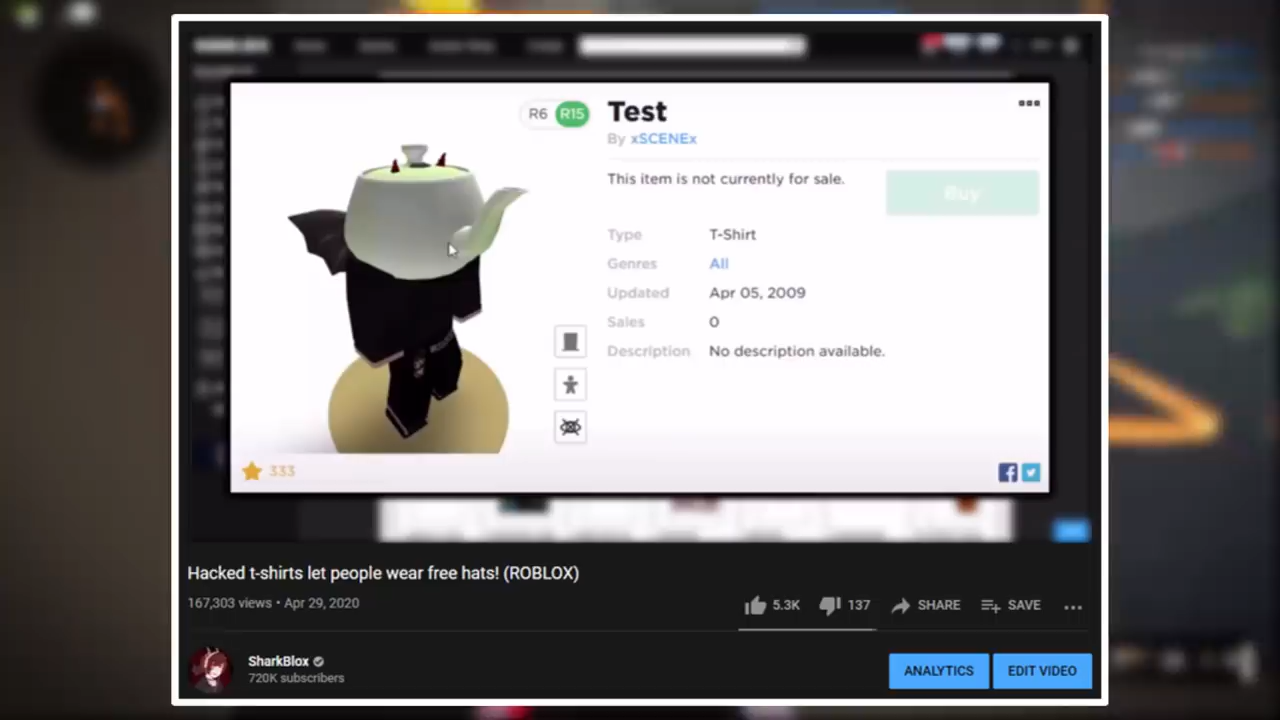 R6 R15
Test
By xSCENEx
This item is not currently for sale.
Buy
Type T-Shirt
Genres All
Updated Apr 05, 2009
Sales 0
Description No description available.
333
Hacked t-shirts let people wear free hats! (ROBLOX)
167,303 views • Apr 29, 2020
5.3K 137 SHARE SAVE
SharkBlox
720K subscribers
ANALYTICS EDIT VIDEO